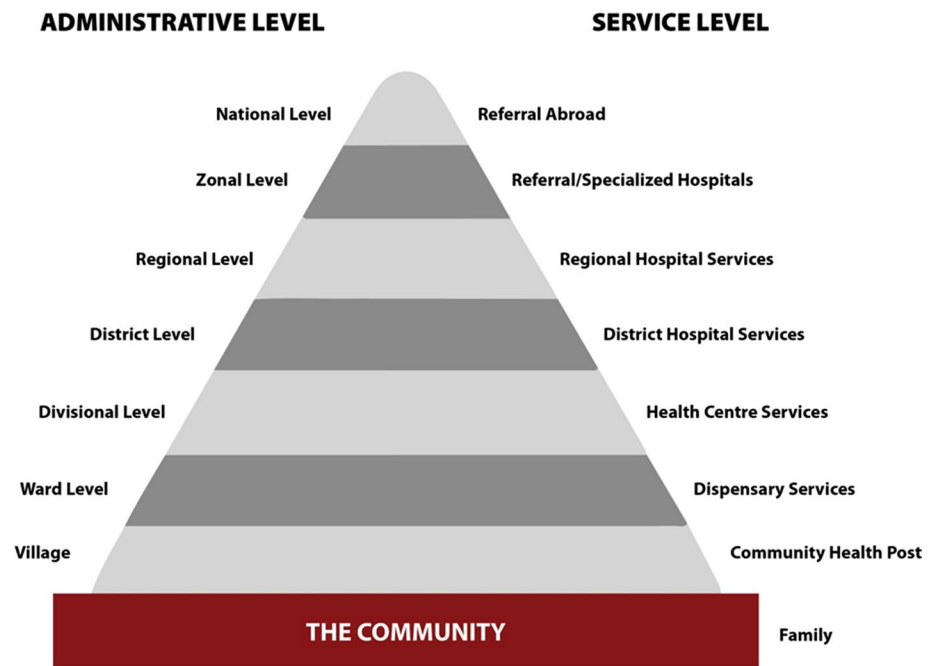 ADMINISTRATIVE LEVEL SERVICE LEVEL
National Level Referral Abroad
Zonal Level Referral/Specialized Hospitals
Regional Level Regional Hospital Services
District Level District Hospital Services
Divisional Level Health Centre Services
Ward Level Dispensary Services
Village Community Health Post
THE COMMUNITY Family